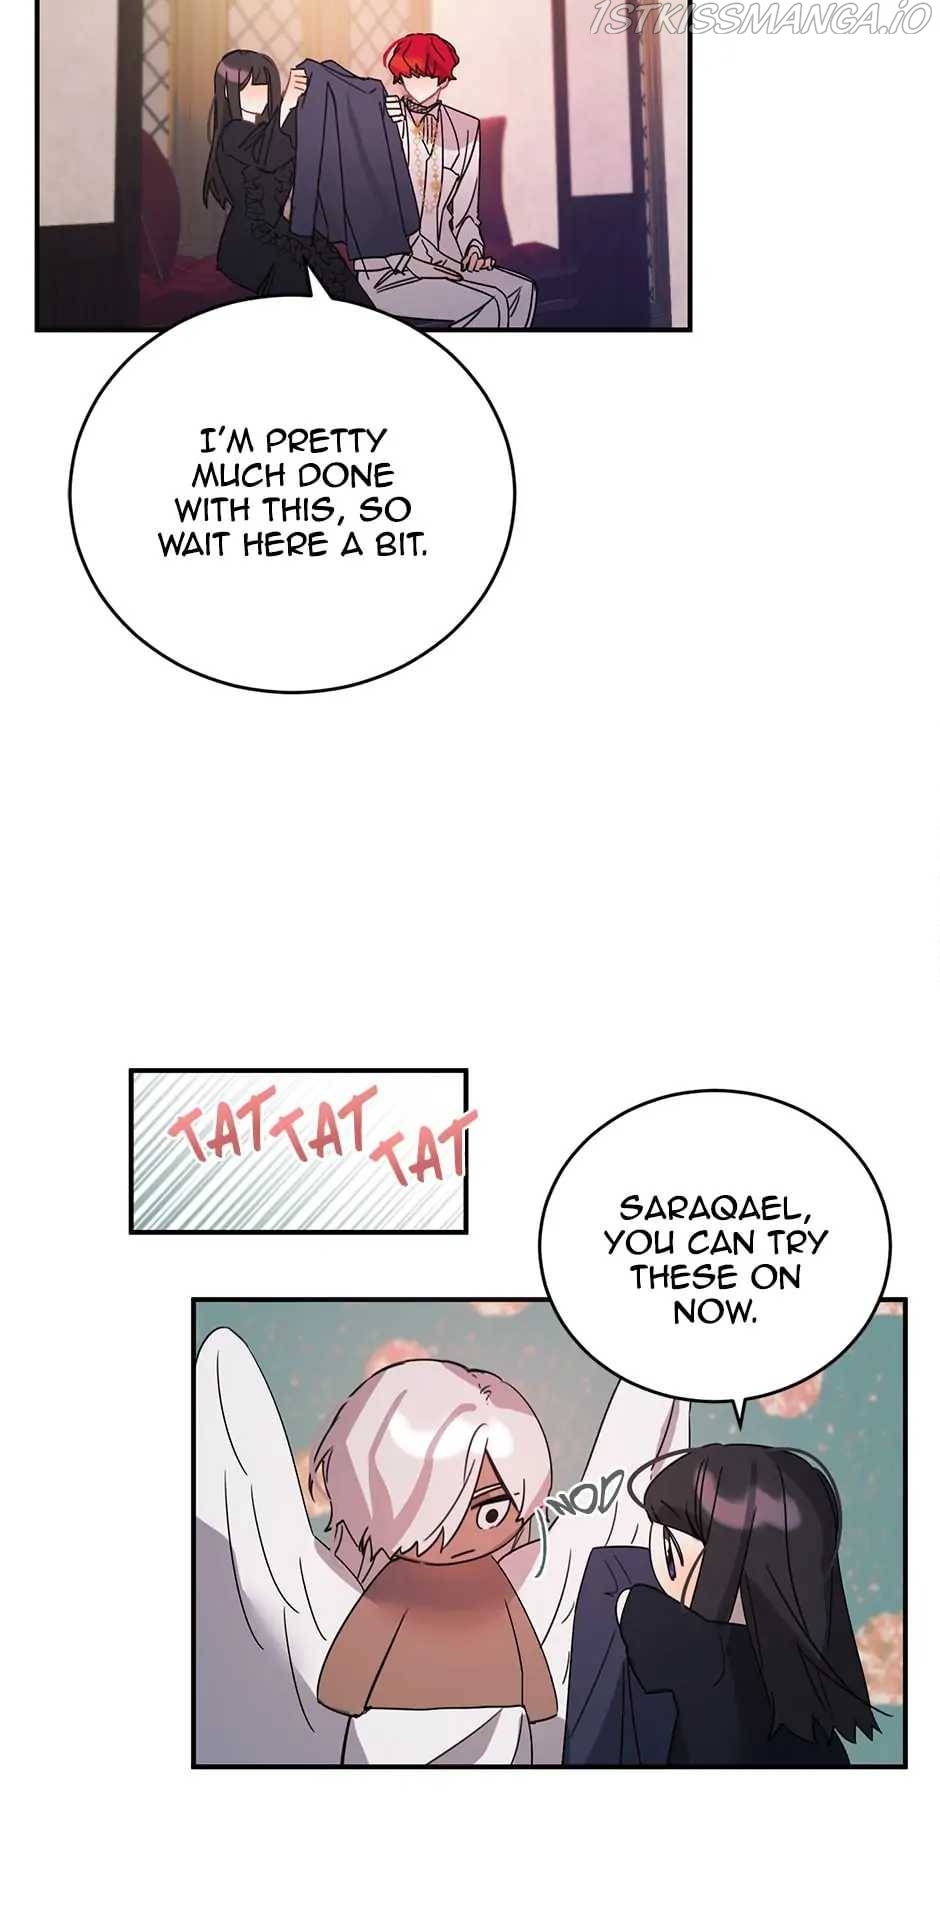 1STKISSMANGA.IO
I'M PRETTY
MUCH DONE
WITH THIS, SO
WAIT HERE A BIT.
TAT TAT TAT
SARAQAEL,
YOU CAN TRY
THESE ON
NOW.
NOD